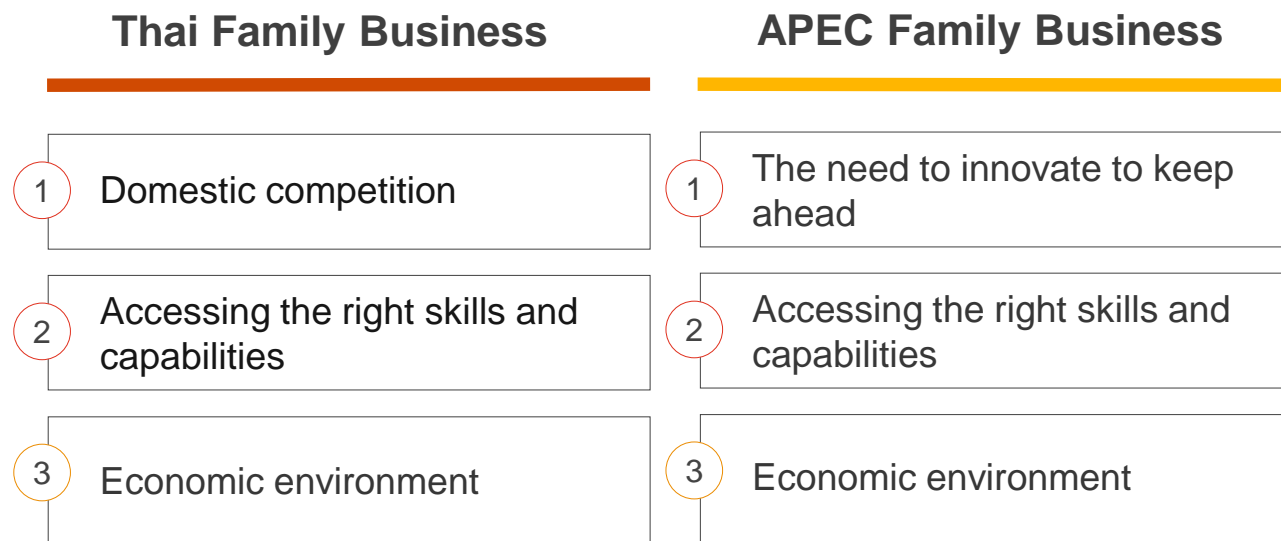 Thai Family Business
1
Domestic competition
2
Accessing the right skills and
capabilities
3
Economic environment
APEC Family Business
1
The need to innovate to keep
ahead
2
Accessing the right skills and
capabilities
3
Economic environment